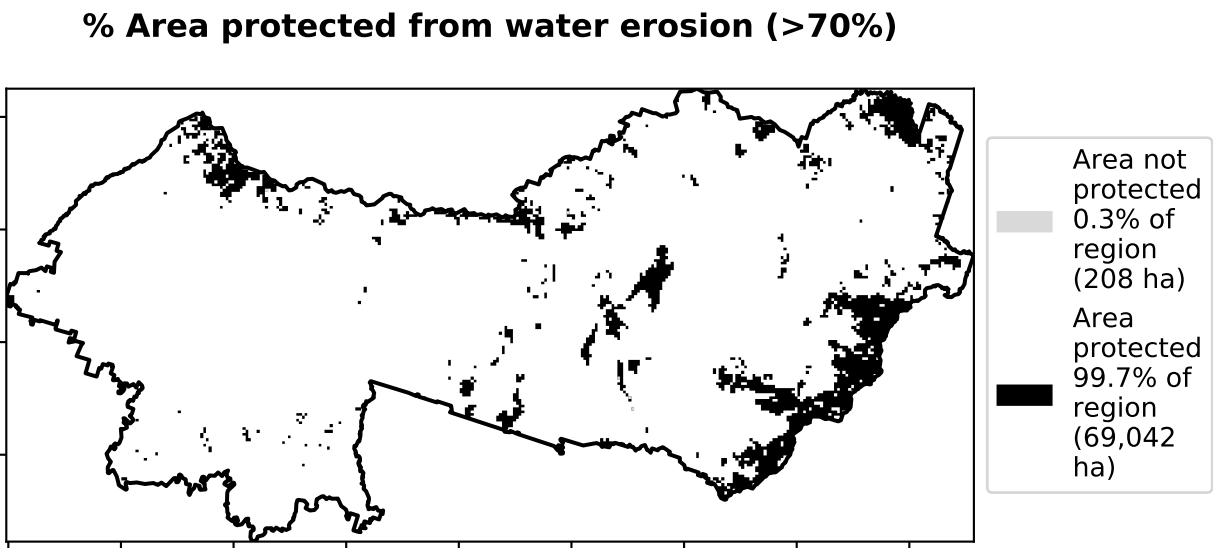 % Area protected from water erosion (>70%)
Area not
protected
0.3% of
region
(208 ha)
Area
protected
99.7% of
region
(69,042
ha)